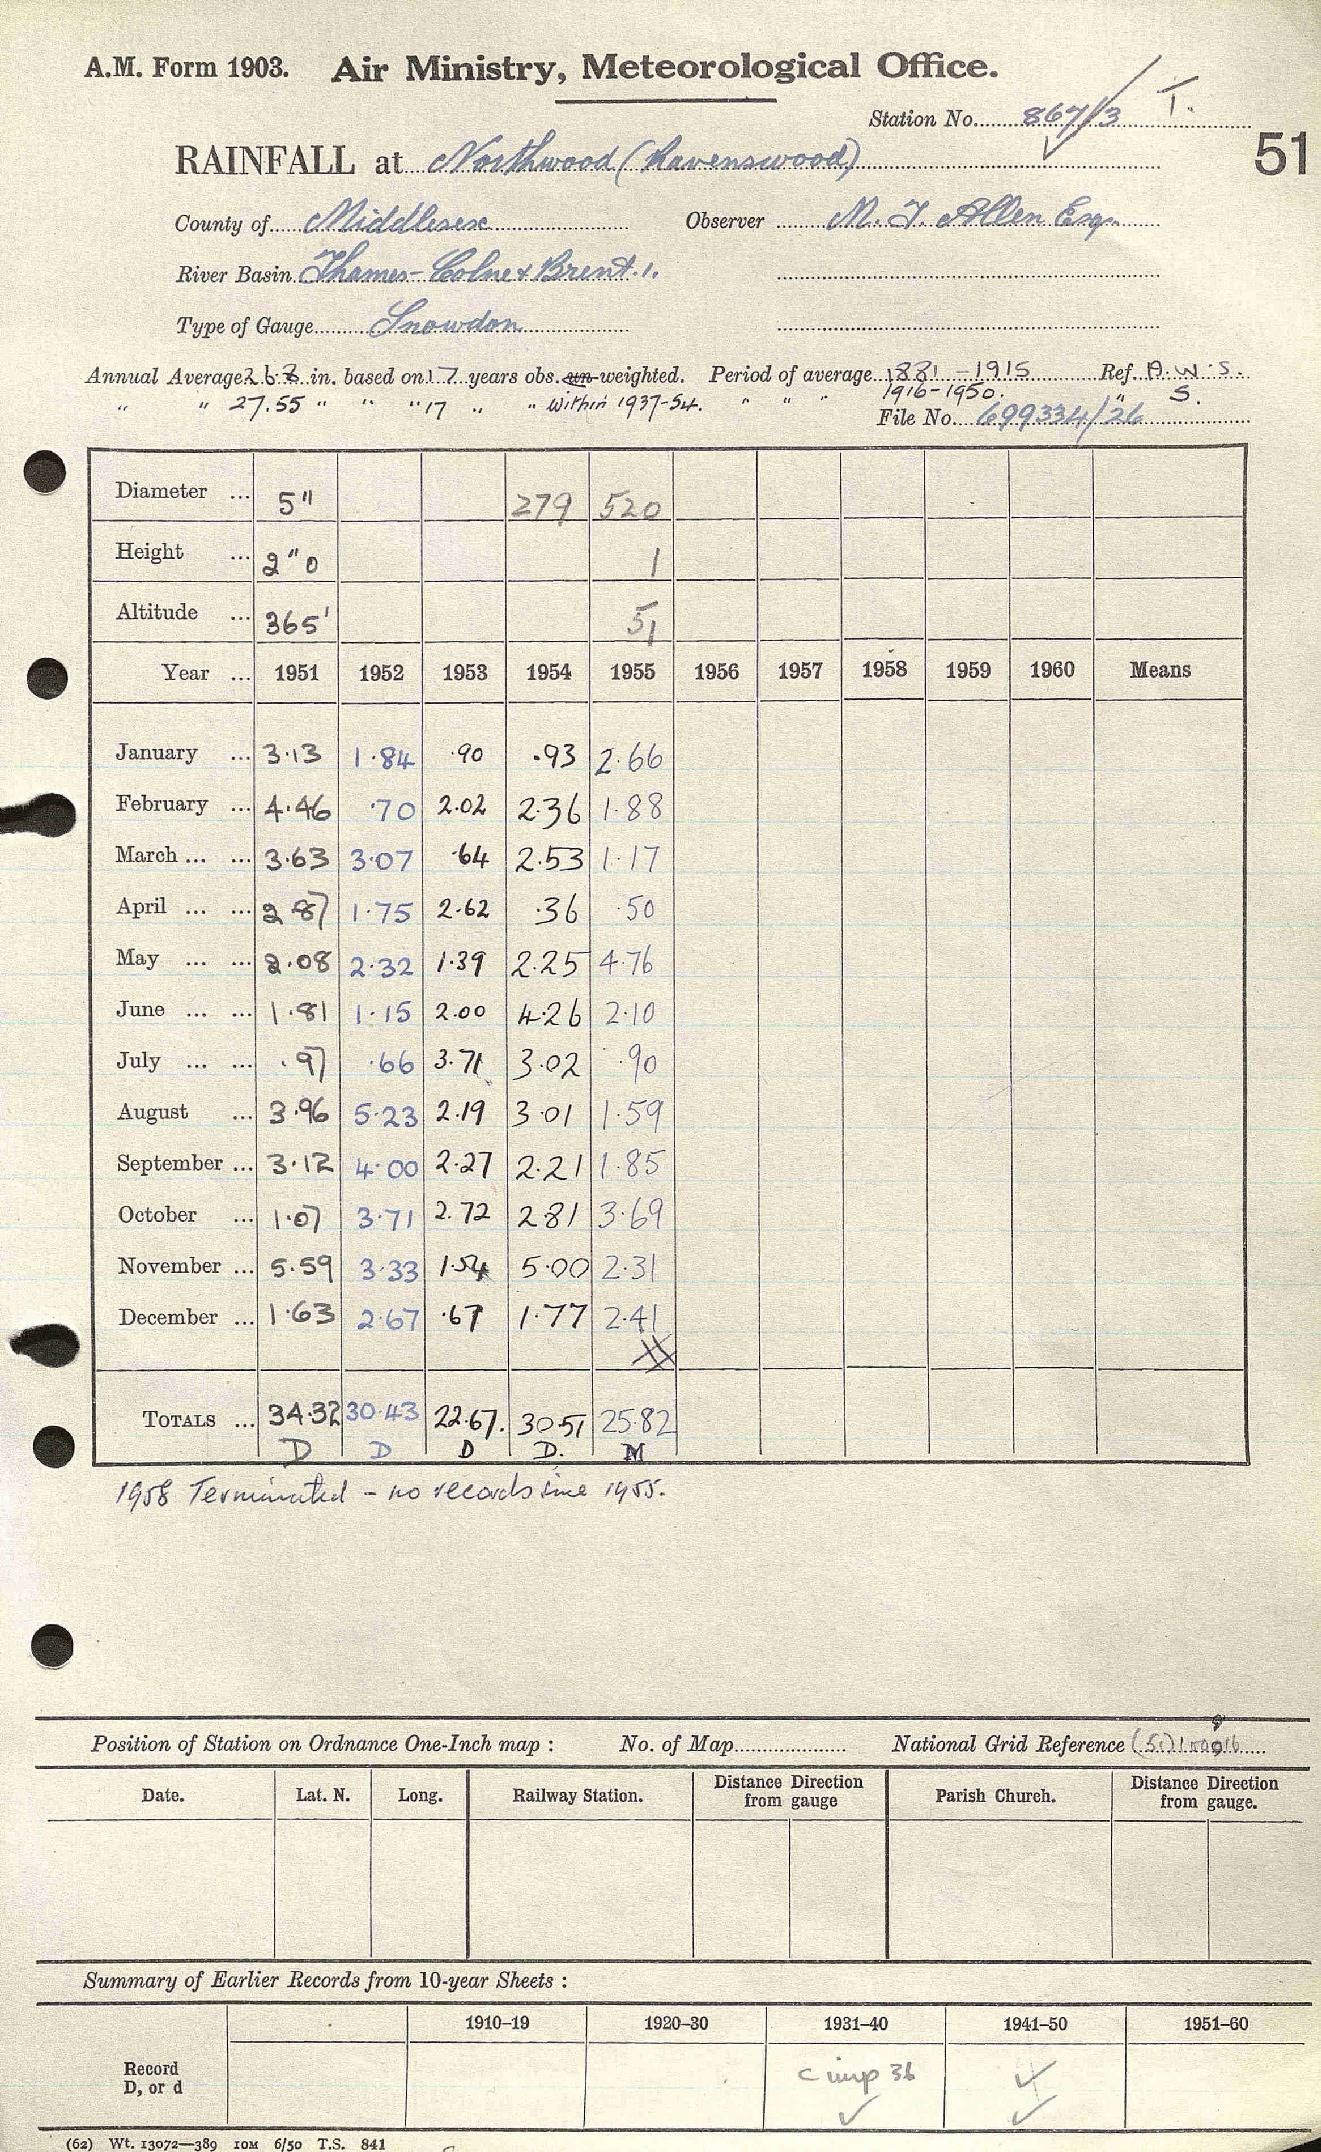 A.M. Form 1903. Air Ministry, Meteorological Office.
Station No. 867/3 T.
RAINFALL at Northwood (Ravenswood)
51
County of Middlesex Observer M. J. Allen Esq.
River Basin Thames-Colne & Brent. 1.
Type of Gauge Snowdon
Annual Average in. based on 17 years obs. un-weighted. Period of average 1881-1915 Ref. A.W.S.
" " 27.55 " " " 17 " " within 1937-54. " " " 1916-1950. " S.
File No. 699334/26
Diameter ... 5" 279 520
Height ... 2"0 1
Altitude ... 365' 51
Year ... 1951 1952 1953 1954 1955 1956 1957 1958 1959 1960 Means
January ... 3.13 1.84 .90 .93 2.66
February ... 4.46 .70 2.02 2.36 1.88
March ... ... 3.63 3.07 .64 2.53 1.17
April ... ... 2 87 1.75 2.62 .36 .50
May ... ... 2.08 2.32 1.39 2.25 4.76
June ... ... 1.81 1.15 2.00 4.26 2.10
July ... ... .97 .66 3.71 3.02 .90
August ... 3.96 5.23 2.19 3.01 1.59
September ... 3.12 4.00 2.27 2.21 1.85
October ... 1.07 3.71 2.72 2.81 3.69
November ... 5.59 3.33 1.54 5.00 2.31
December ... 1.63 2.67 .67 1.77 2.41
TOTALS ... 34.32 30.43 22.67. 30.51 25.82
D D D D. M
1958 Terminated - no records since 1955.
Position of Station on Ordnance One-Inch map : No. of Map National Grid Reference
Date. Lat. N. Long. Railway Station. Distance Direction from gauge Parish Church. Distance Direction from gauge.
Summary of Earlier Records from 10-year Sheets :
1910–19 1920–30 1931–40 1941–50 1951–60
Record
D, or d
c imp 36
(62) Wt. 13072—389 10M 6/50 T.S. 841